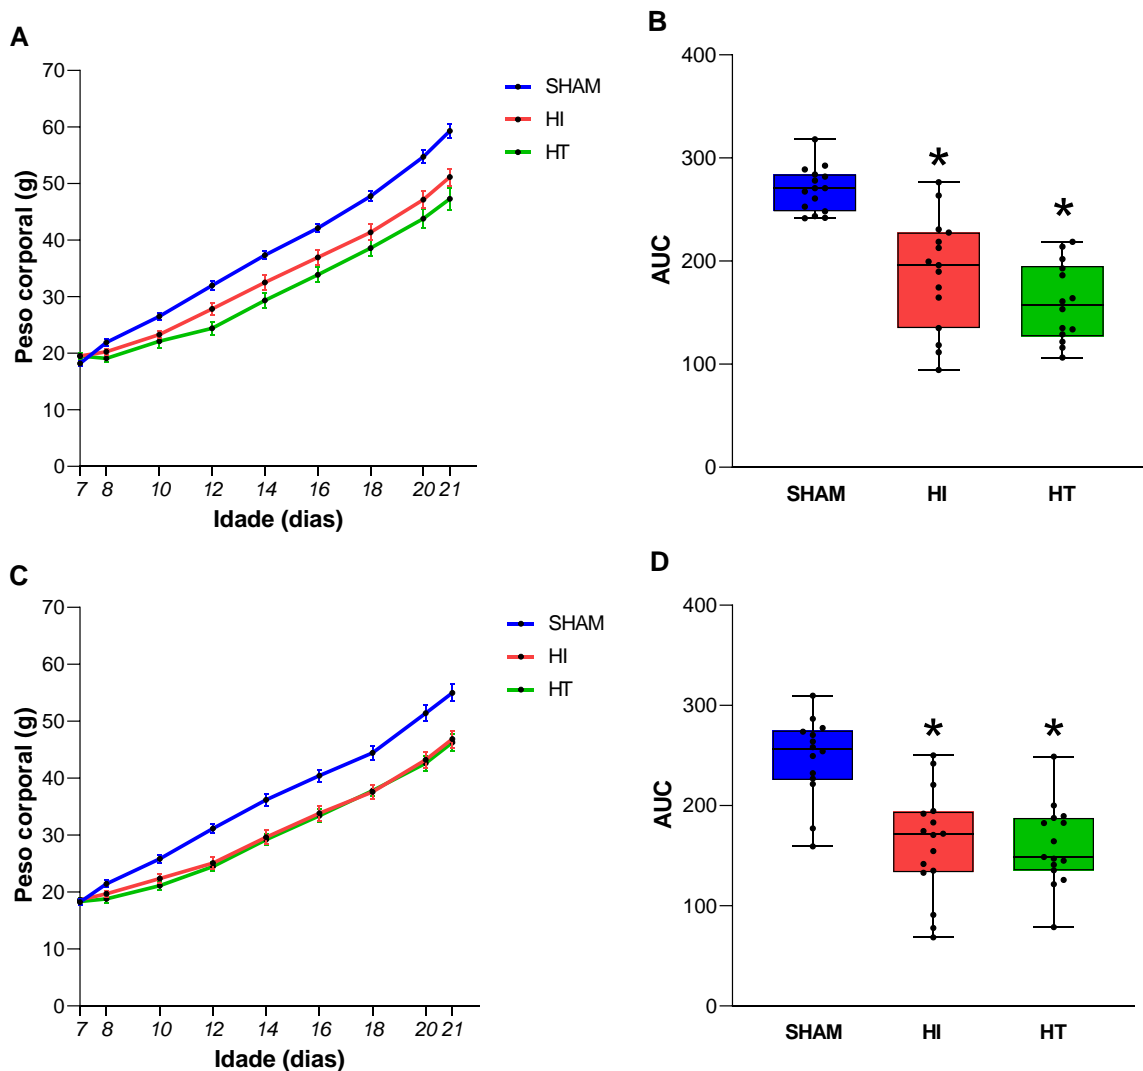 A
70
60
50
40
30
20
10
0
Peso corporal (g)
7 8 10 12 14 16 18 20 21
Idade (dias)
SHAM
HI
HT
B
400
300
200
100
0
AUC
*
*
SHAM HI HT
C
70
60
50
40
30
20
10
0
Peso corporal (g)
7 8 10 12 14 16 18 20 21
Idade (dias)
SHAM
HI
HT
D
400
300
200
100
0
AUC
* *
SHAM HI HT